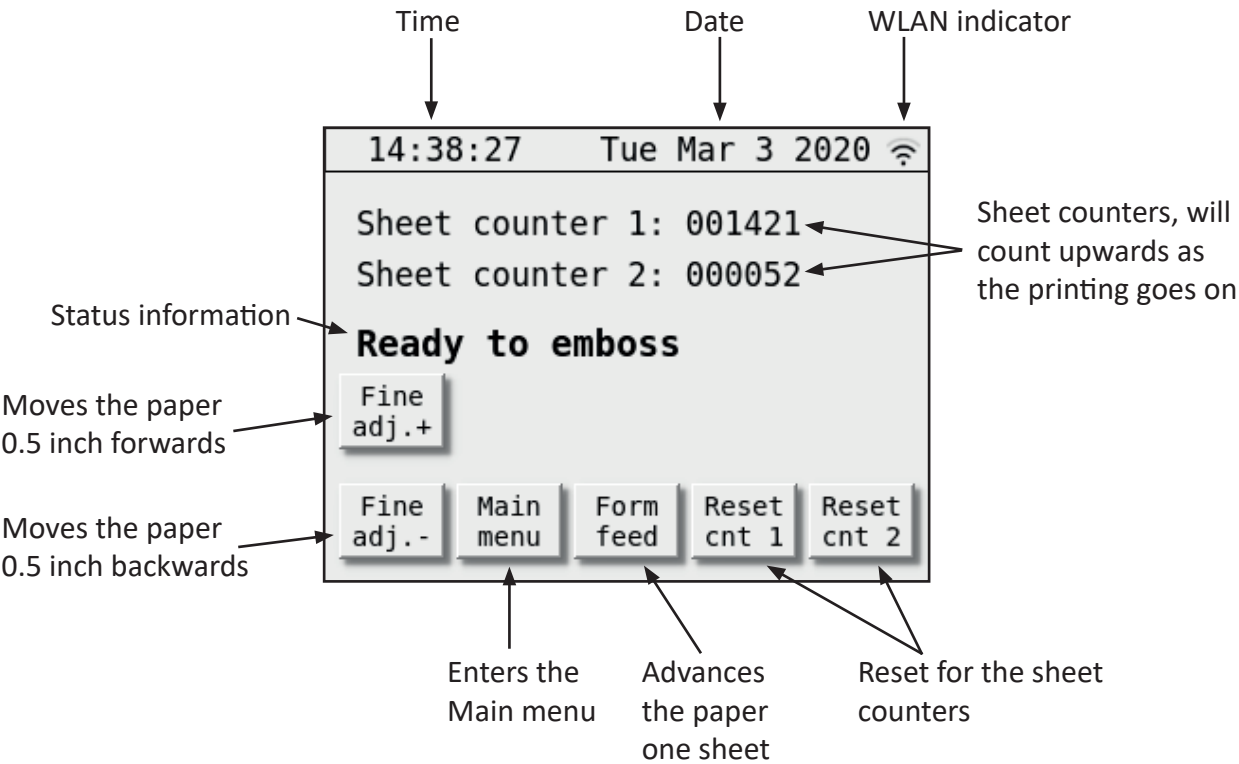 Time
Date
WLAN indicator
14:38:27
Tue Mar 3 2020
Sheet counter 1: 001421
Sheet counter 2: 000052
Sheet counters, will
count upwards as
the printing goes on
Status information
Ready to emboss
Moves the paper
0.5 inch forwards
Fine
adj.+
Moves the paper
0.5 inch backwards
Fine
adj.-
Main
menu
Form
feed
Reset
cnt 1
Reset
cnt 2
Enters the
Main menu
Advances
the paper
one sheet
Reset for the sheet
counters